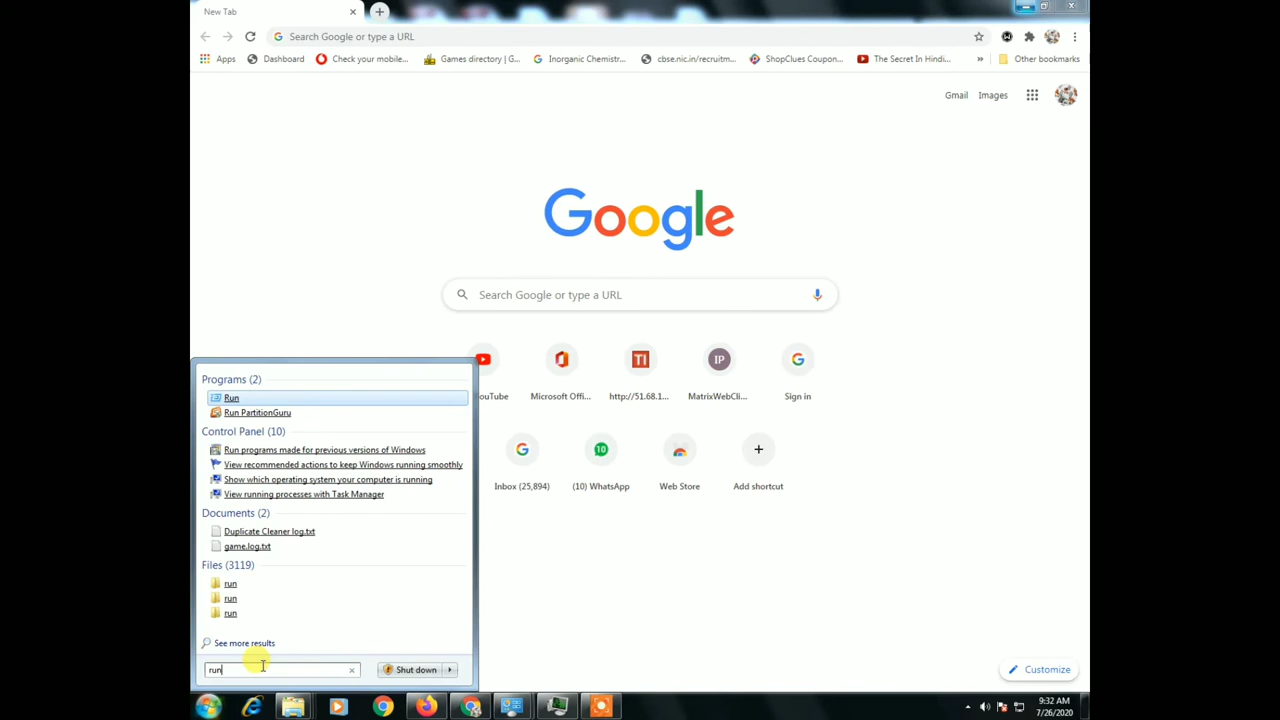 New Tab
Search Google or type a URL
Apps
Dashboard
Check your mobile...
Games directory | G...
Inorganic Chemistr...
cbse.nic.in/recruitm...
ShopClues Coupon...
The Secret In Hindi...
»
Other bookmarks
Gmail
Images
Google
Search Google or type a URL
YouTube
Microsoft Offi...
http://51.68.1...
MatrixWebCli...
Sign in
Inbox (25,894)
(10) WhatsApp
Web Store
Add shortcut
TI
IP
10
Programs (2)
Run
Run PartitionGuru
Control Panel (10)
Run programs made for previous versions of Windows
View recommended actions to keep Windows running smoothly
Show which operating system your computer is running
View running processes with Task Manager
Documents (2)
Duplicate Cleaner log.txt
game.log.txt
Files (3119)
run
run
run
See more results
run
Shut down
Customize
9:32 AM
7/26/2020